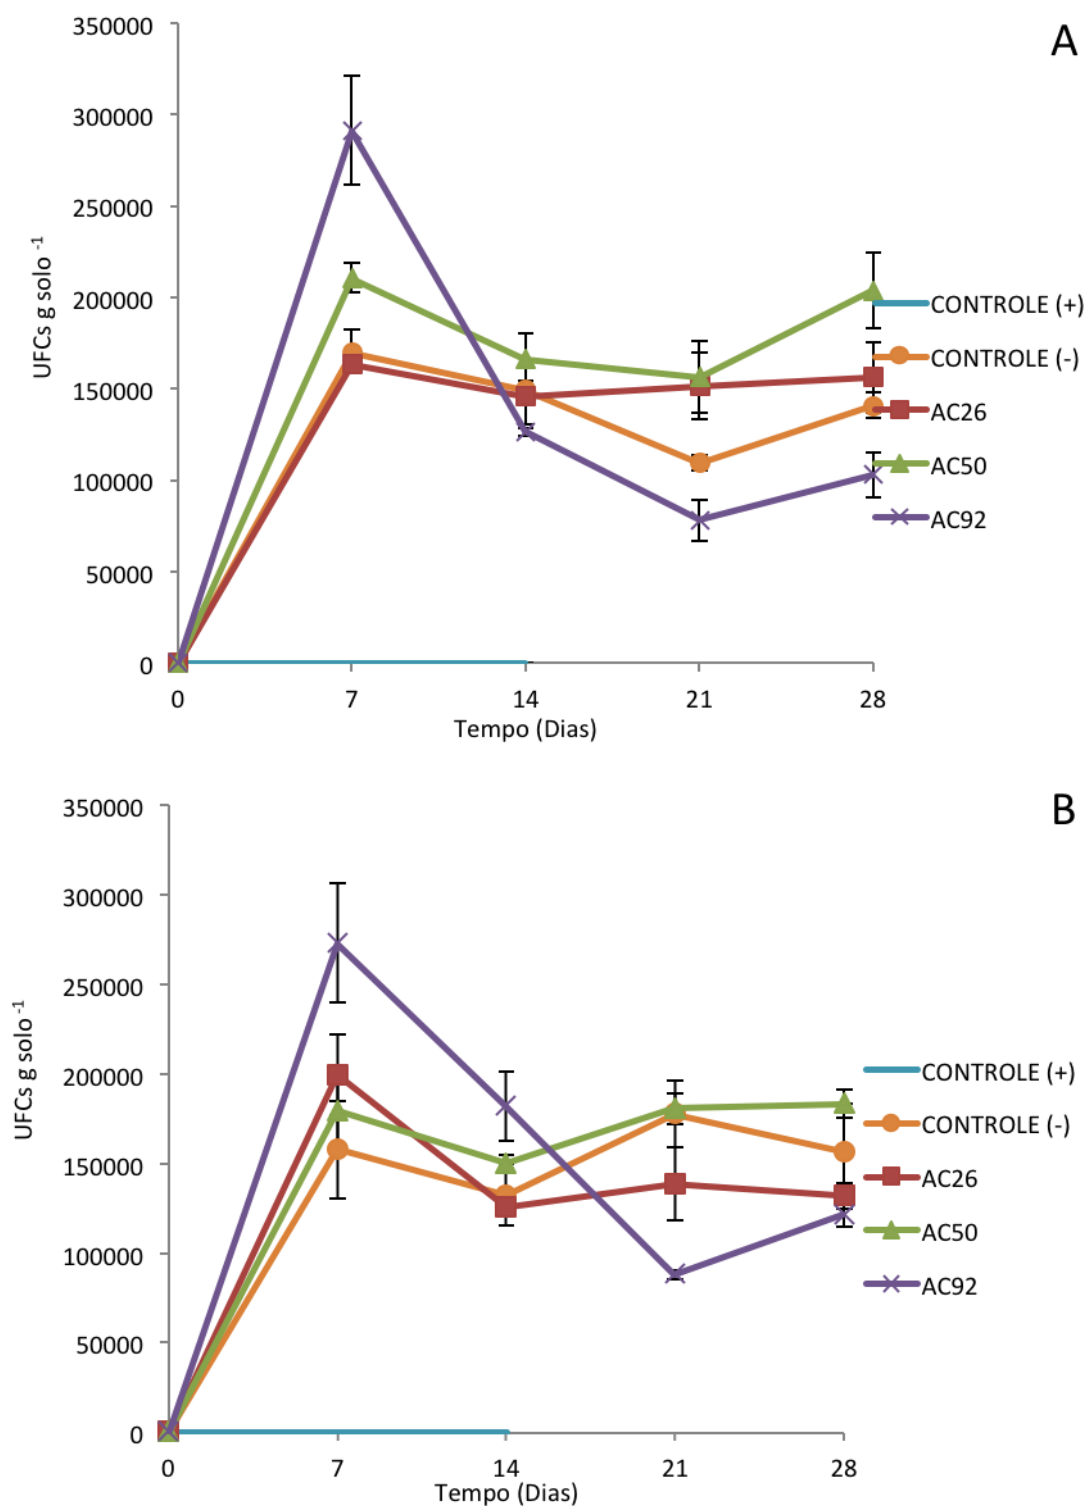 A
350000
300000
250000
200000
150000
100000
50000
0
UFCs g solo -1
0 7 14 21 28
Tempo (Dias)
CONTROLE (+)
CONTROLE (-)
AC26
AC50
AC92
B
350000
300000
250000
200000
150000
100000
50000
0
UFCs g solo -1
0 7 14 21 28
Tempo (Dias)
CONTROLE (+)
CONTROLE (-)
AC26
AC50
AC92